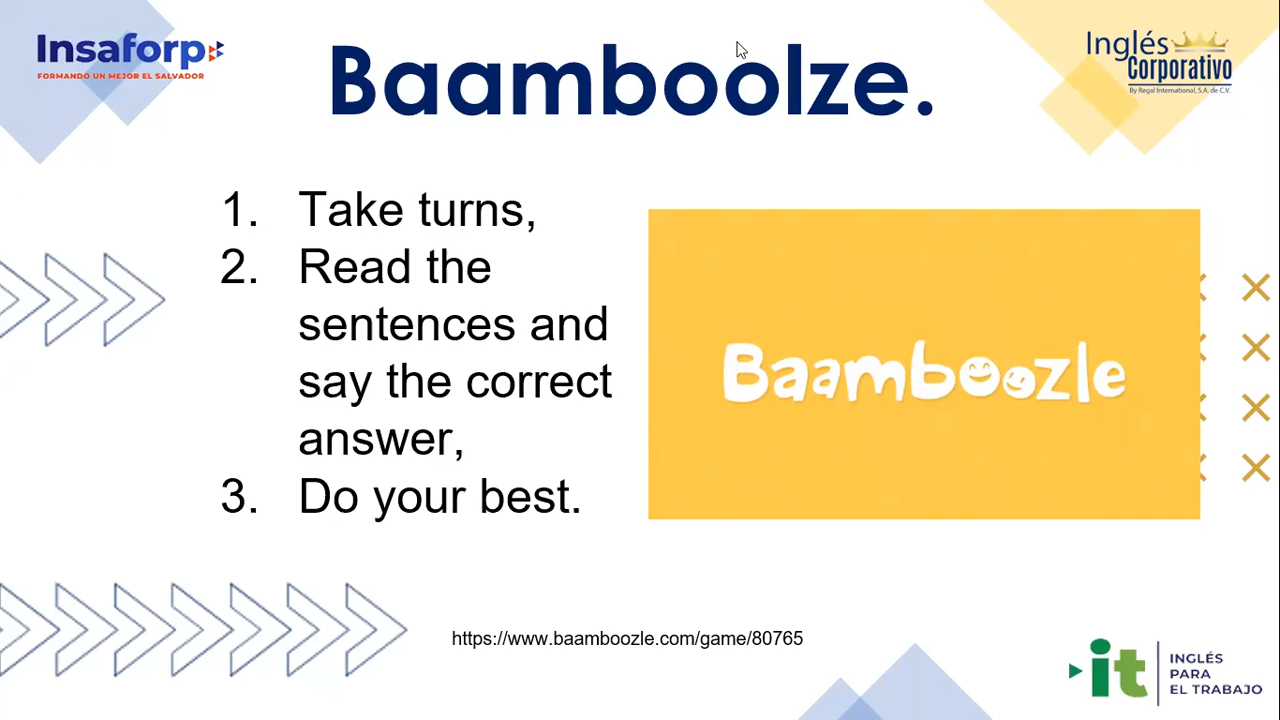 Insaforp
FORMANDO UN MEJOR EL SALVADOR
Baamboolze.
Inglés
Corporativo
By Regal International, S.A. de C.V.
1. Take turns,
2. Read the
sentences and
say the correct
answer,
3. Do your best.
Baamboozle
https://www.baamboozle.com/game/80765
it
INGLÉS
PARA
EL TRABAJO